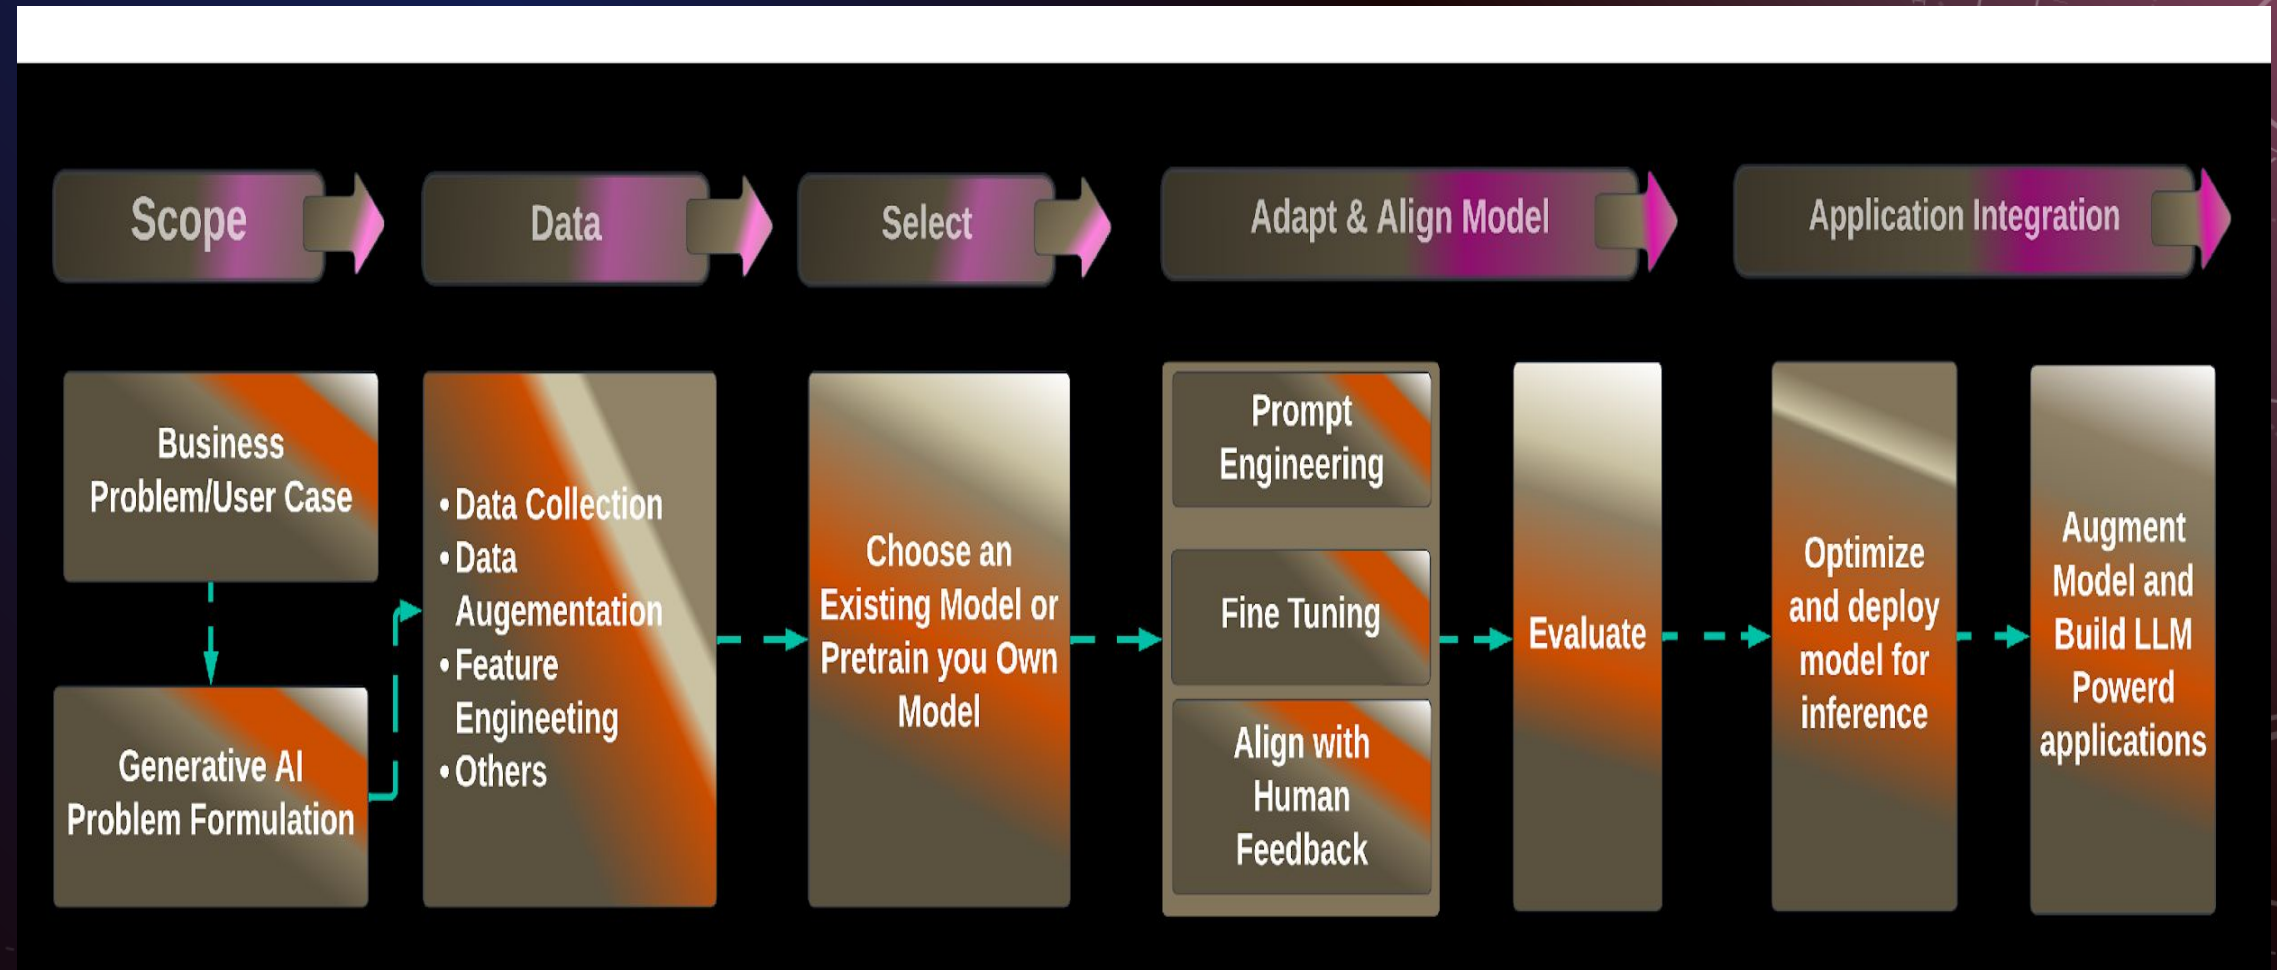 Scope
Data
Select
Adapt & Align Model
Application Integration
Business
Problem/User Case
Generative AI
Problem Formulation
• Data Collection
• Data
Augementation
• Feature
Engineeting
• Others
Choose an
Existing Model or
Pretrain you Own
Model
Prompt
Engineering
Fine Tuning
Align with
Human
Feedback
Evaluate
Optimize
and deploy
model for
inference
Augment
Model and
Build LLM
Powerd
applications